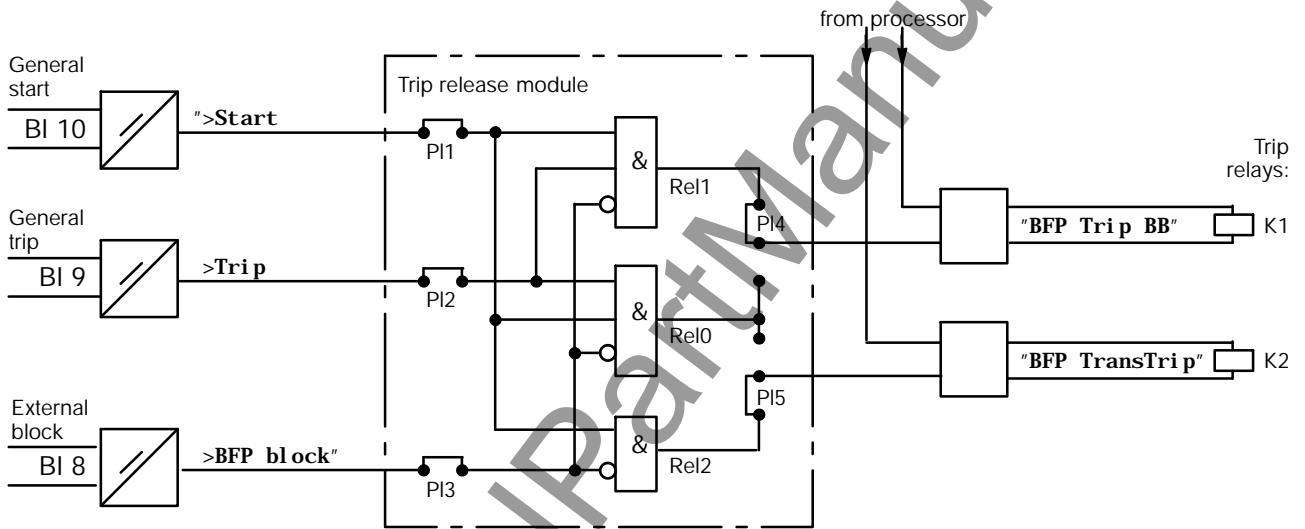 from processor
General
start
BI 10
">Start
Trip release module
PI1
&
Rel1
PI4
Trip
relays:
"BFP Trip BB"
K1
General
trip
BI 9
>Trip
PI2
&
Rel0
"BFP TransTrip"
K2
External
block
BI 8
>BFP block"
PI3
&
Rel2
PI5
IPartManu